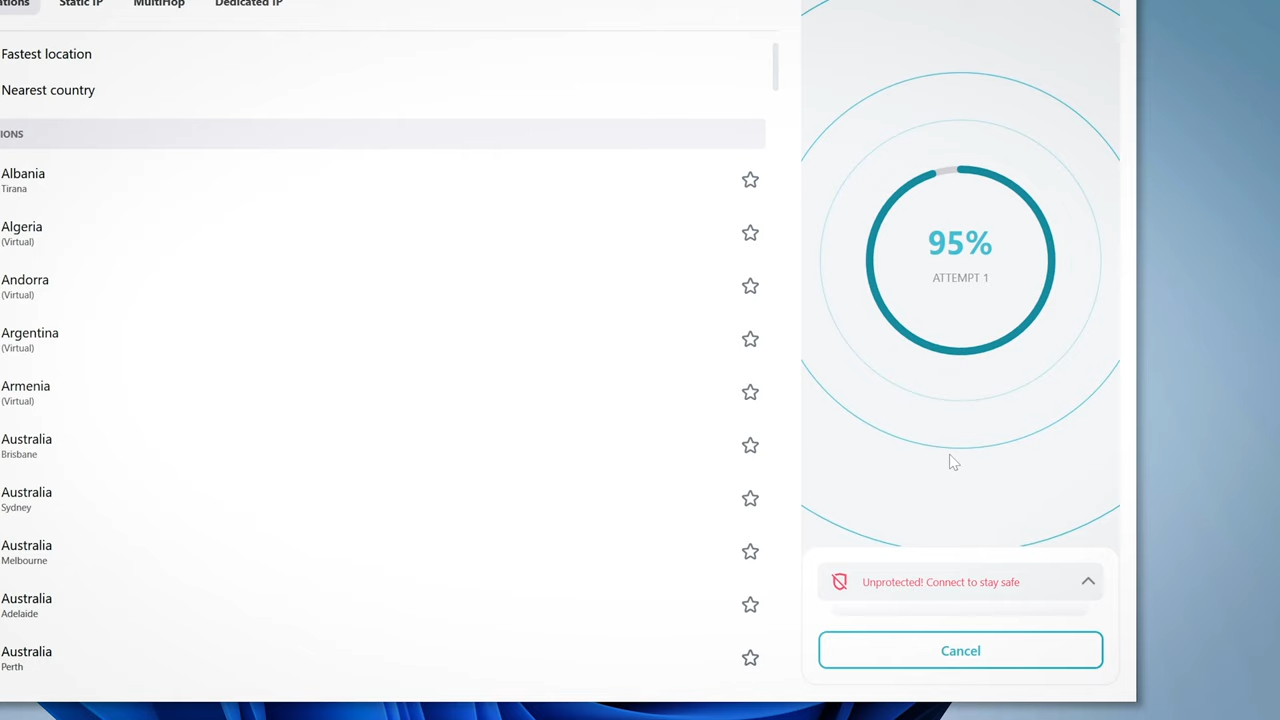 Static IP
MultiHop
Dedicated IP
Fastest location
Nearest country
Albania
Tirana
Algeria
(Virtual)
Andorra
(Virtual)
Argentina
(Virtual)
Armenia
(Virtual)
Australia
Brisbane
Australia
Sydney
Australia
Melbourne
Australia
Adelaide
Australia
Perth
95%
ATTEMPT 1
Unprotected! Connect to stay safe
Cancel